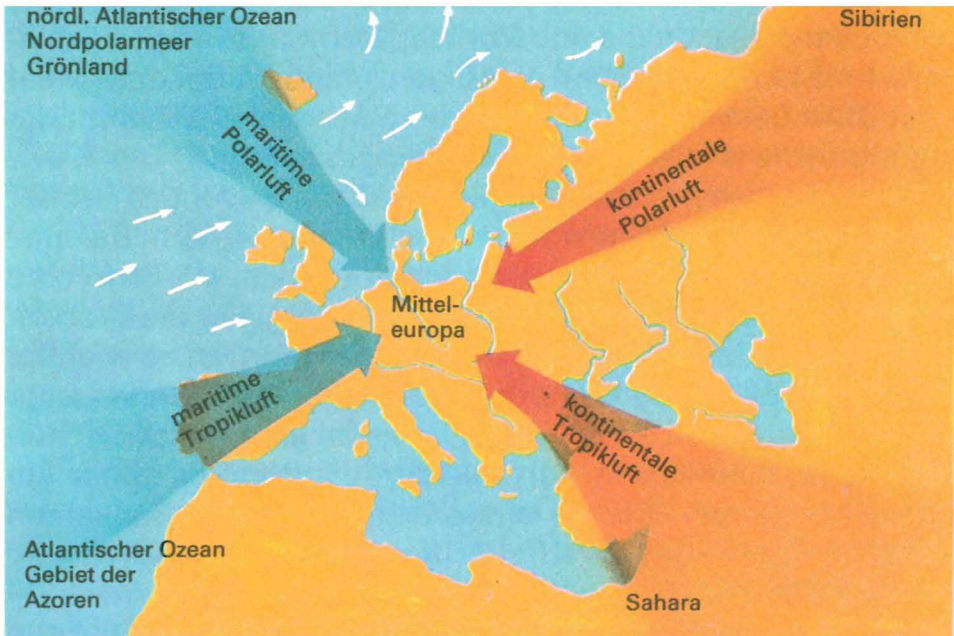 nördl. Atlantischer Ozean
Nordpolarmeer
Grönland
Sibirien
maritime
Polarluft
kontinentale
Polarluft
Mittel-
europa
maritime
Tropikluft
kontinentale
Tropikluft
Atlantischer Ozean
Gebiet der
Azoren
Sahara